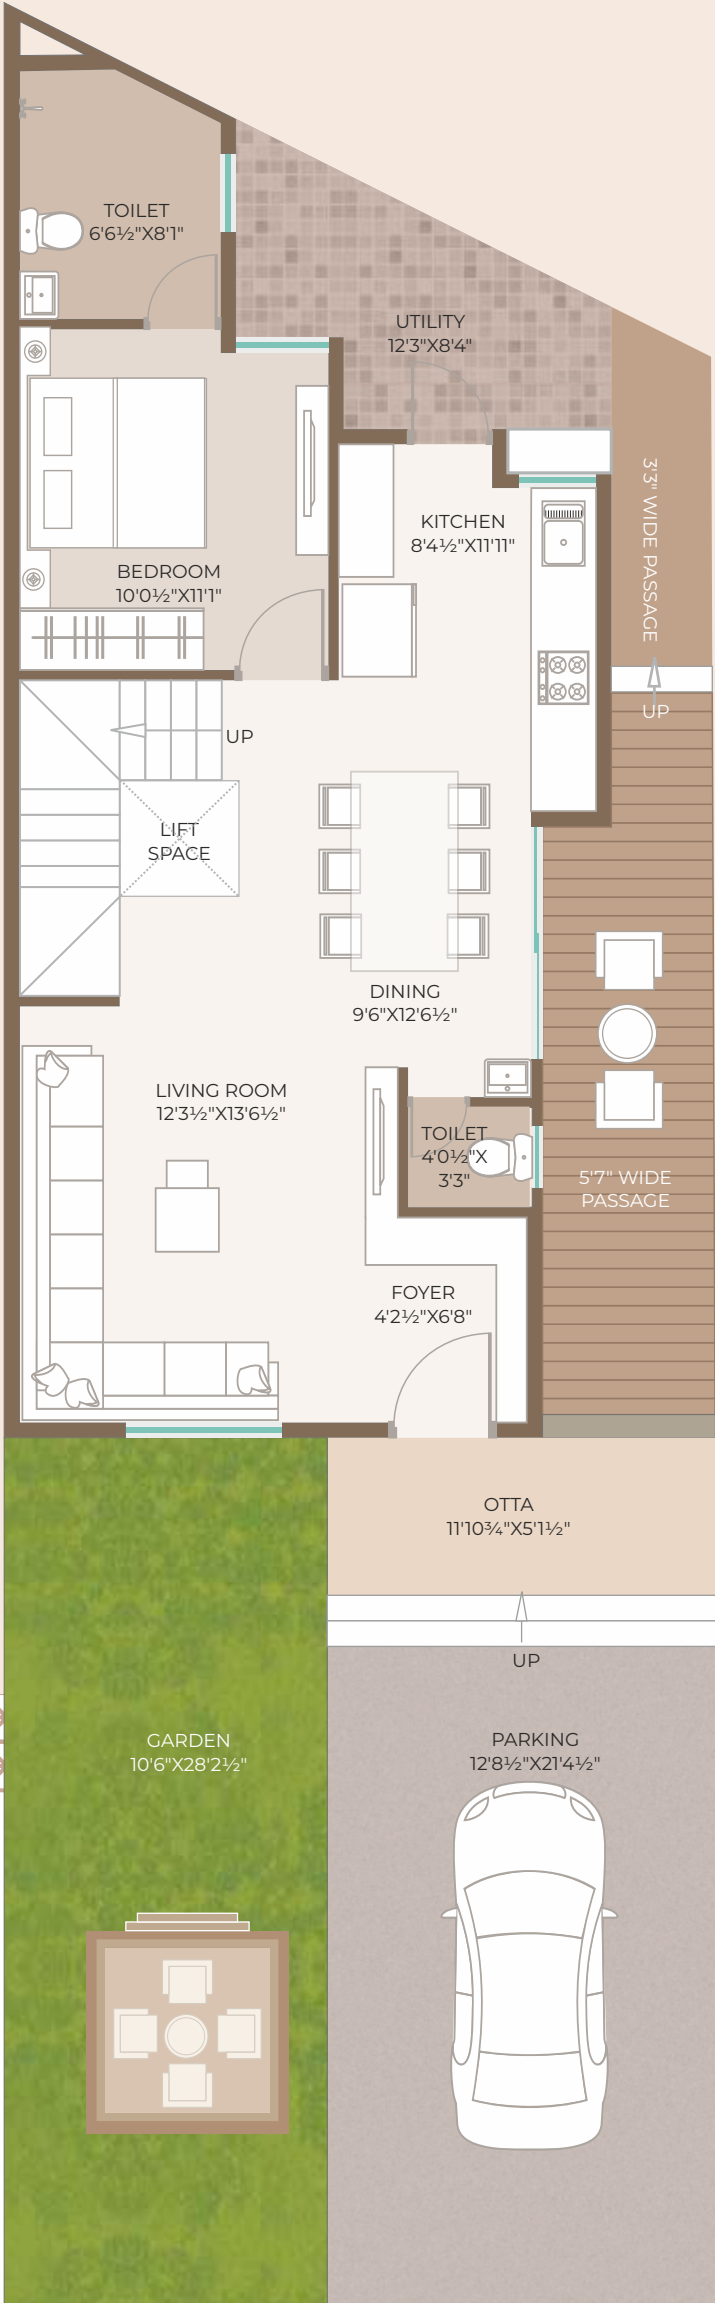 TOILET
6'6½"X8'1"
UTILITY
12'3"X8'4"
3'3" WIDE PASSAGE
KITCHEN
8'4½"X11'11"
BEDROOM
10'0½"X11'1"
UP
UP
LIFT
SPACE
DINING
9'6"X12'6½"
LIVING ROOM
12'3½"X13'6½"
TOILET
4'0½"X
3'3"
5'7" WIDE
PASSAGE
FOYER
4'2½"X6'8"
OTTA
11'10¾"X5'1½"
UP
GARDEN
10'6"X28'2½"
PARKING
12'8½"X21'4½"